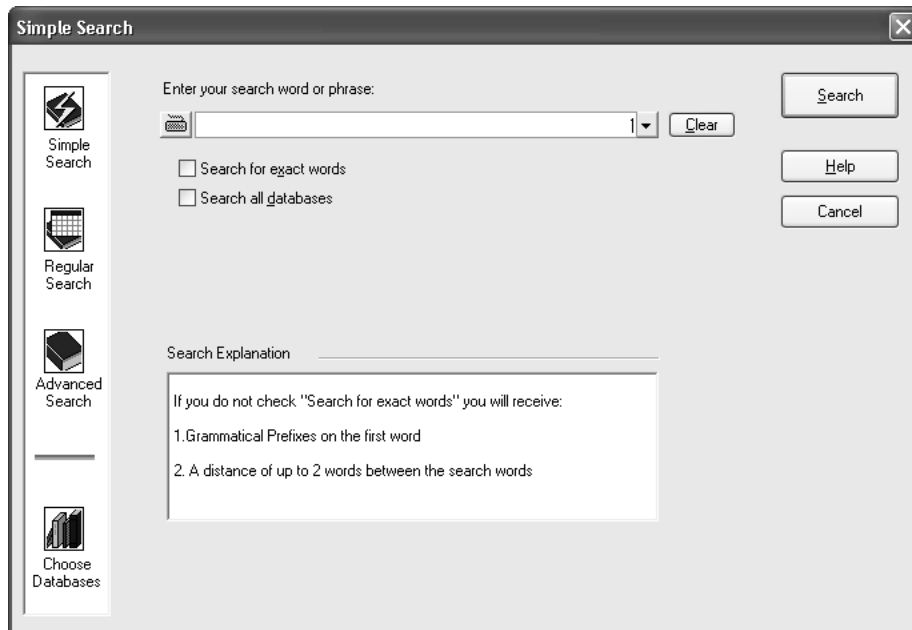 Simple Search
Simple
Search
Regular
Search
Advanced
Search
Choose
Databases
Enter your search word or phrase:
1
Clear
Search for exact words
Search all databases
Search
Help
Cancel
Search Explanation
If you do not check "Search for exact words" you will receive:
1.Grammatical Prefixes on the first word
2. A distance of up to 2 words between the search words